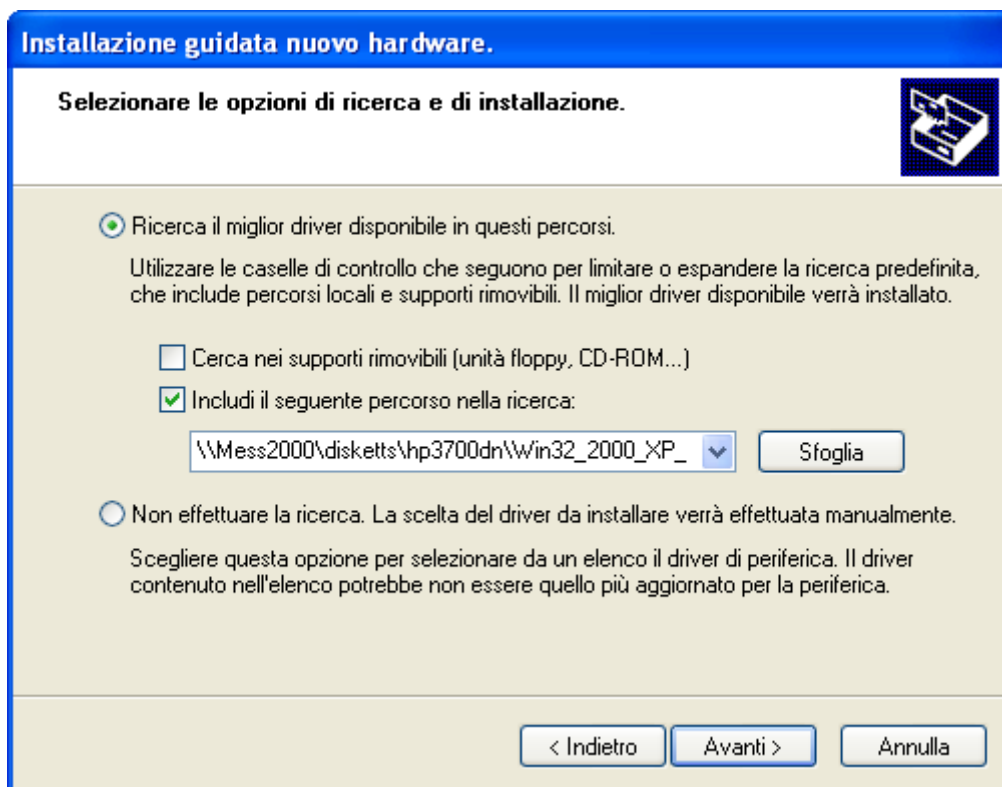 Installazione guidata nuovo hardware.
Selezionare le opzioni di ricerca e di installazione.
Ricerca il miglior driver disponibile in questi percorsi.
Utilizzare le caselle di controllo che seguono per limitare o espandere la ricerca predefinita,
che include percorsi locali e supporti rimovibili. Il miglior driver disponibile verrà installato.
Cerca nei supporti rimovibili (unità floppy, CD-ROM...)
Includi il seguente percorso nella ricerca:
\\Mess2000\disketts\hp3700dn\Win32_2000_XP_
Sfoglia
Non effettuare la ricerca. La scelta del driver da installare verrà effettuata manualmente.
Scegliere questa opzione per selezionare da un elenco il driver di periferica. Il driver
contenuto nell'elenco potrebbe non essere quello più aggiornato per la periferica.
< Indietro
Avanti >
Annulla